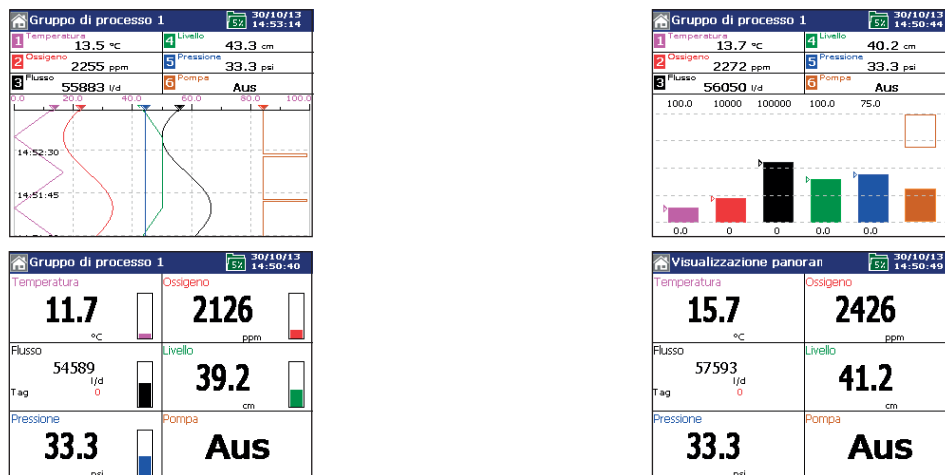 Gruppo di processo 1 5% 30/10/13 14:53:14
1 Temperatura 13.5 °C 4 Livello 43.3 cm
2 Ossigeno 2255 ppm 5 Pressione 33.3 psi
3 Flusso 55883 l/d 6 Pompa Aus
0.0 20.0 40.0 60.0 80.0 100.0
14:52:30
14:51:45
Gruppo di processo 1 5% 30/10/13 14:50:44
1 Temperatura 13.7 °C 4 Livello 40.2 cm
2 Ossigeno 2272 ppm 5 Pressione 33.3 psi
3 Flusso 56050 l/d 6 Pompa Aus
100.0 10000 100000 100.0 75.0
0.0 0 0 0.0 0.0
Gruppo di processo 1 5% 30/10/13 14:50:40
Temperatura Ossigeno
11.7 2126
°C ppm
Flusso Livello
54589 39.2
l/d
Tag 0
cm
Pressione Pompa
33.3 Aus
psi
Visualizzazione panoran 5% 30/10/13 14:50:49
Temperatura Ossigeno
15.7 2426
°C ppm
Flusso Livello
57593 41.2
l/d
Tag 0
cm
Pressione Pompa
33.3 Aus
psi